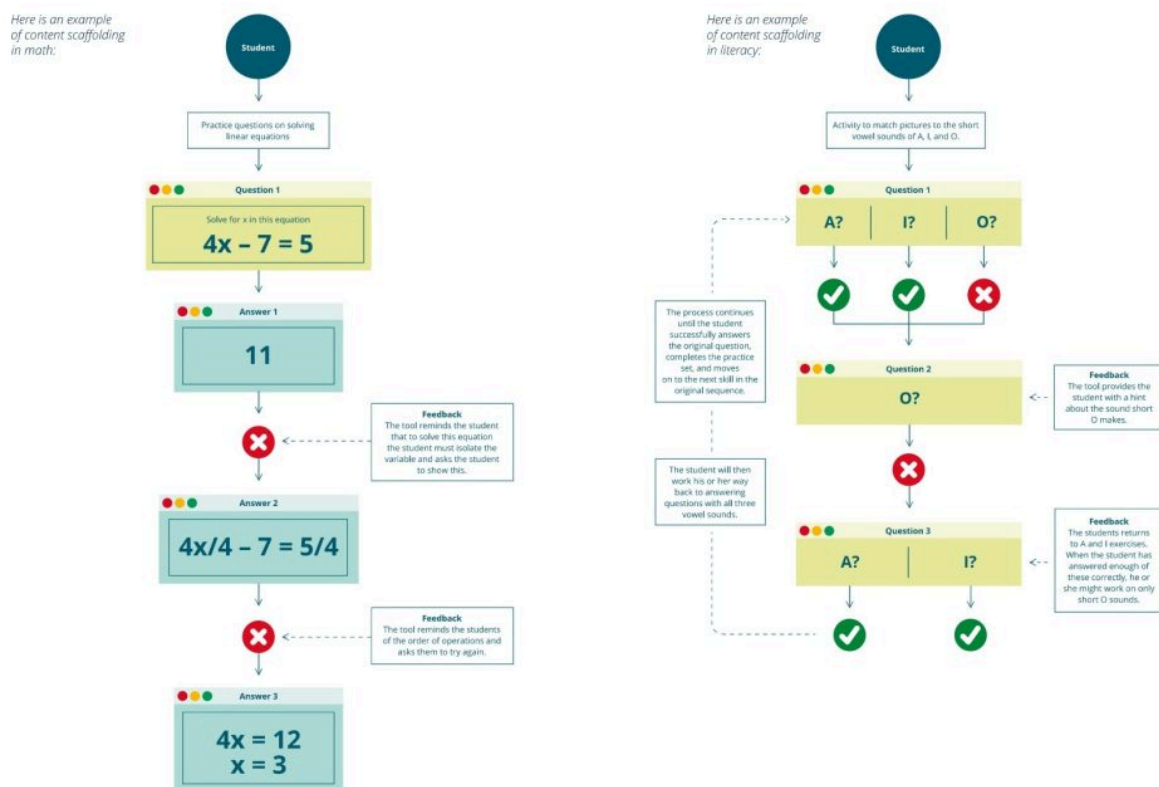 Here is an example
of content scaffolding
in math:
Student
Practice questions on solving
linear equations
Question 1
Solve for x in this equation
4x – 7 = 5
Answer 1
11
Feedback
The tool reminds the student
that to solve this equation
the student must isolate the
variable and asks the student
to show this.
Answer 2
4x/4 – 7 = 5/4
Feedback
The tool reminds the students
of the order of operations and
asks them to try again.
Answer 3
4x = 12
x = 3
Here is an example
of content scaffolding
in literacy:
Student
Activity to match pictures to the short
vowel sounds of A, I, and O.
Question 1
A?
I?
O?
The process continues
until the student
successfully answers
the original question,
completes the practice
set, and moves
on to the next skill in the
original sequence.
Question 2
O?
Feedback
The tool provides the
student with a hint
about the sound short
O makes.
The student will then
work his or her way
back to answering
questions with all three
vowel sounds.
Question 3
A?
I?
Feedback
The students returns
to A and I exercises.
When the student has
answered enough of
these correctly, he or
she might work on only
short O sounds.